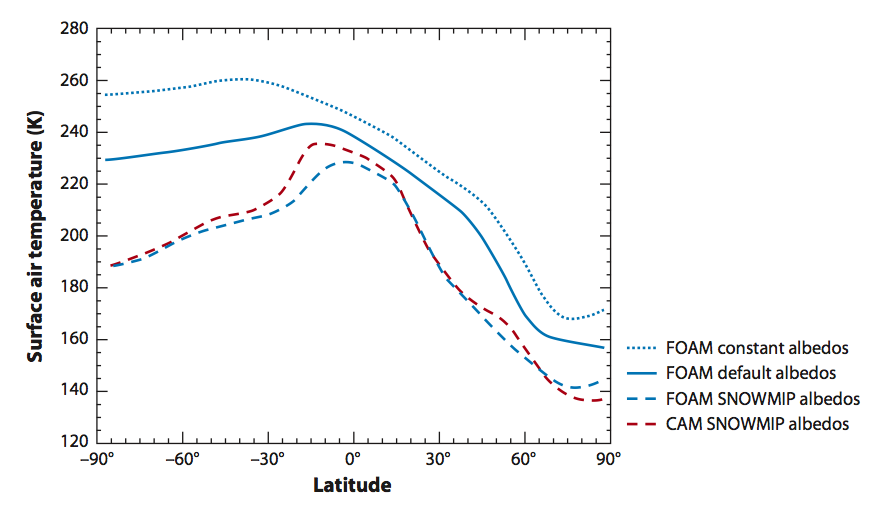 280
260
240
220
200
180
160
140
120
Surface air temperature (K)
–90° –60° –30° 0° 30° 60° 90°
Latitude
FOAM constant albedos
FOAM default albedos
FOAM SNOWMIP albedos
CAM SNOWMIP albedos